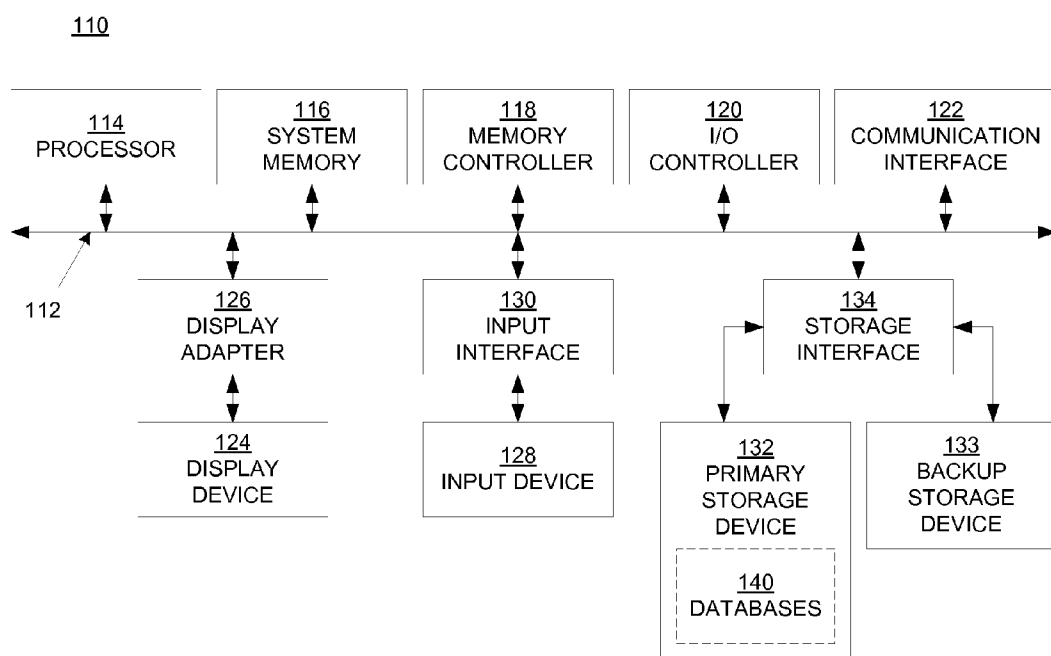 110
114
PROCESSOR
116
SYSTEM
MEMORY
118
MEMORY
CONTROLLER
120
I/O
CONTROLLER
122
COMMUNICATION
INTERFACE
112
126
DISPLAY
ADAPTER
130
INPUT
INTERFACE
134
STORAGE
INTERFACE
124
DISPLAY
DEVICE
128
INPUT DEVICE
132
PRIMARY
STORAGE
DEVICE
140
DATABASES
133
BACKUP
STORAGE
DEVICE